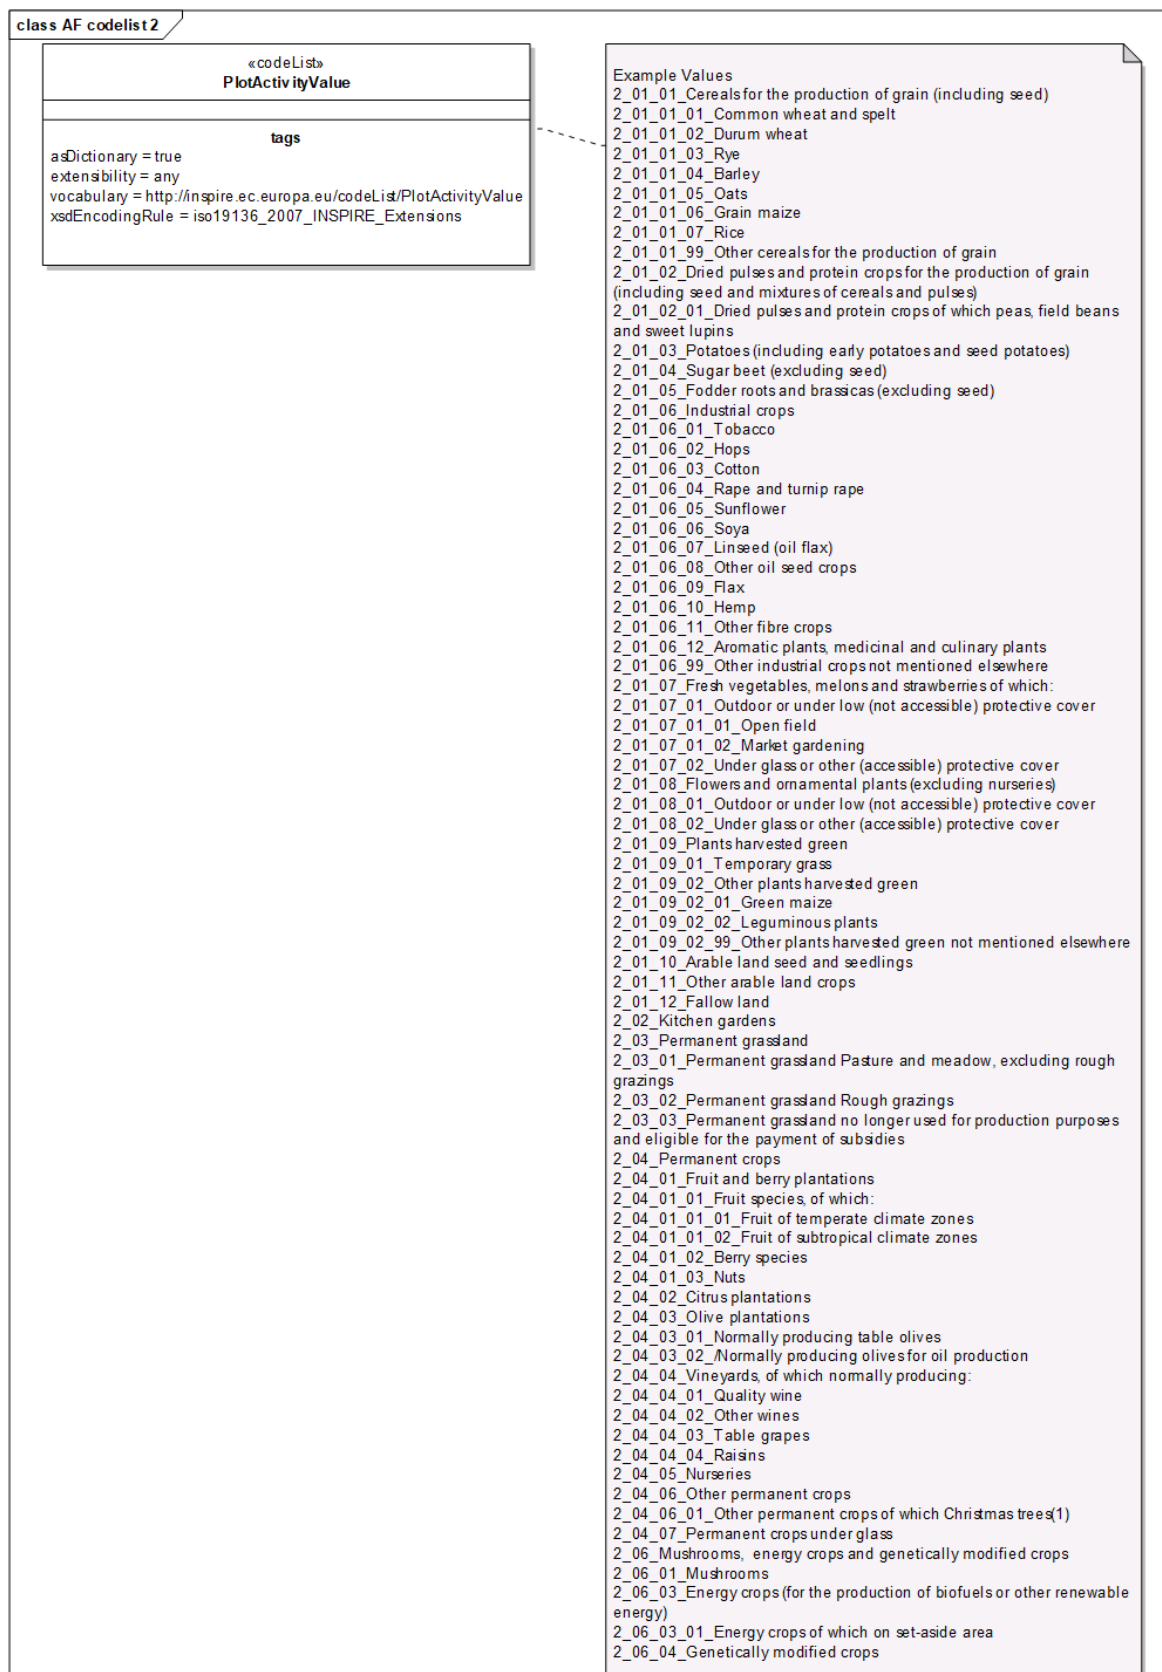 class AF codelist 2
«codeList»
PlotActivityValue
tags
asDictionary = true
extensibility = any
vocabulary = http://inspire.ec.europa.eu/codeList/PlotActivityValue
xsdEncodingRule = iso19136_2007_INSPIRE_Extensions
Example Values
2_01_01_Cereals for the production of grain (including seed)
2_01_01_01_Common wheat and spelt
2_01_01_02_Durum wheat
2_01_01_03_Rye
2_01_01_04_Barley
2_01_01_05_Oats
2_01_01_06_Grain maize
2_01_01_07_Rice
2_01_01_99_Other cereals for the production of grain
2_01_02_Dried pulses and protein crops for the production of grain
(including seed and mixtures of cereals and pulses)
2_01_02_01_Dried pulses and protein crops of which peas, field beans
and sweet lupins
2_01_03_Potatoes (including early potatoes and seed potatoes)
2_01_04_Sugar beet (excluding seed)
2_01_05_Fodder roots and brassicas (excluding seed)
2_01_06_Industrial crops
2_01_06_01_Tobacco
2_01_06_02_Hops
2_01_06_03_Cotton
2_01_06_04_Rape and turnip rape
2_01_06_05_Sunflower
2_01_06_06_Soya
2_01_06_07_Linseed (oil flax)
2_01_06_08_Other oil seed crops
2_01_06_09_Flax
2_01_06_10_Hemp
2_01_06_11_Other fibre crops
2_01_06_12_Aromatic plants, medicinal and culinary plants
2_01_06_99_Other industrial crops not mentioned elsewhere
2_01_07_Fresh vegetables, melons and strawberries of which:
2_01_07_01_Outdoor or under low (not accessible) protective cover
2_01_07_01_01_Open field
2_01_07_01_02_Market gardening
2_01_07_02_Under glass or other (accessible) protective cover
2_01_08_Flowers and ornamental plants (excluding nurseries)
2_01_08_01_Outdoor or under low (not accessible) protective cover
2_01_08_02_Under glass or other (accessible) protective cover
2_01_09_Plants harvested green
2_01_09_01_Temporary grass
2_01_09_02_Other plants harvested green
2_01_09_02_01_Green maize
2_01_09_02_02_Leguminous plants
2_01_09_02_99_Other plants harvested green not mentioned elsewhere
2_01_10_Arable land seed and seedlings
2_01_11_Other arable land crops
2_01_12_Fallow land
2_02_Kitchen gardens
2_03_Permanent grassland
2_03_01_Permanent grassland Pasture and meadow, excluding rough
grazings
2_03_02_Permanent grassland Rough grazings
2_03_03_Permanent grassland no longer used for production purposes
and eligible for the payment of subsidies
2_04_Permanent crops
2_04_01_Fruit and berry plantations
2_04_01_01_Fruit species, of which:
2_04_01_01_01_Fruit of temperate climate zones
2_04_01_01_02_Fruit of subtropical climate zones
2_04_01_02_Berry species
2_04_01_03_Nuts
2_04_02_Citrus plantations
2_04_03_Olive plantations
2_04_03_01_Normally producing table olives
2_04_03_02_/Normally producing olives for oil production
2_04_04_Vineyards, of which normally producing:
2_04_04_01_Quality wine
2_04_04_02_Other wines
2_04_04_03_Table grapes
2_04_04_04_Raisins
2_04_05_Nurseries
2_04_06_Other permanent crops
2_04_06_01_Other permanent crops of which Christmas trees(1)
2_04_07_Permanent crops under glass
2_06_Mushrooms,  energy crops and genetically modified crops
2_06_01_Mushrooms
2_06_03_Energy crops (for the production of biofuels or other renewable
energy)
2_06_03_01_Energy crops of which on set-aside area
2_06_04_Genetically modified crops